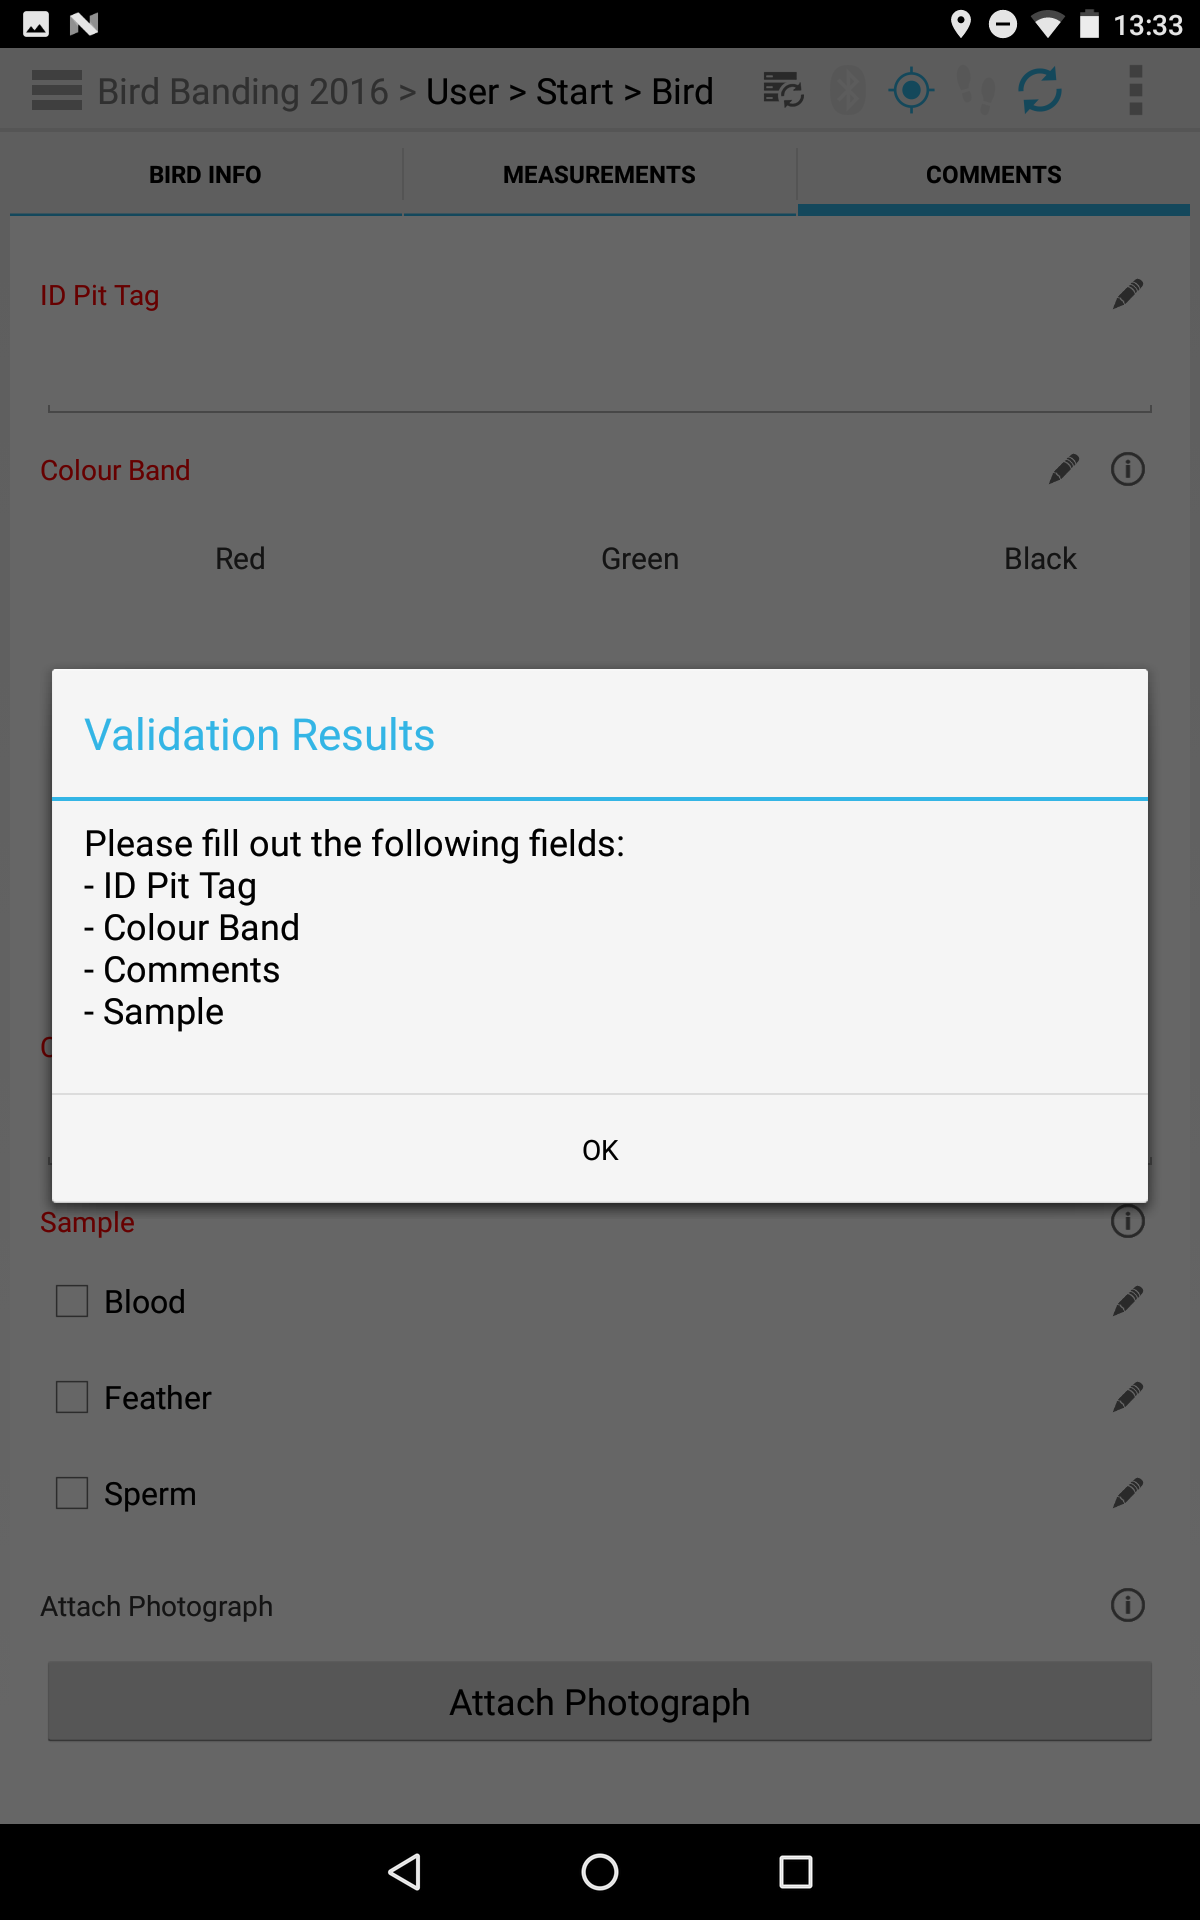 13:33
Bird Banding 2016 > User > Start > Bird
BIRD INFO
MEASUREMENTS
COMMENTS
ID Pit Tag
Colour Band
Red
Green
Black
Validation Results
Please fill out the following fields:
- ID Pit Tag
- Colour Band
- Comments
- Sample
OK
Sample
Blood
Feather
Sperm
Attach Photograph
Attach Photograph